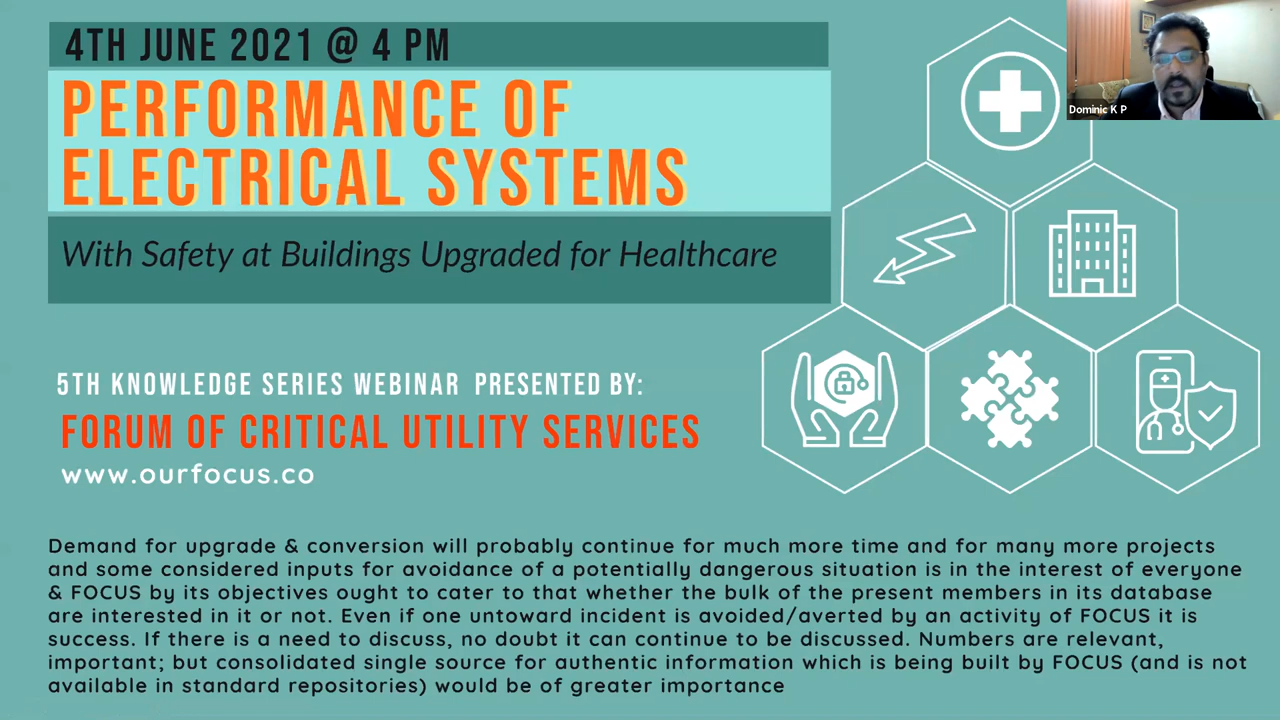 4TH JUNE 2021 @ 4 PM
PERFORMANCE OF
ELECTRICAL SYSTEMS
With Safety at Buildings Upgraded for Healthcare
5TH KNOWLEDGE SERIES WEBINAR PRESENTED BY:
FORUM OF CRITICAL UTILITY SERVICES
www.ourfocus.co
Dominic K P
Demand for upgrade & conversion will probably continue for much more time and for many more projects
and some considered inputs for avoidance of a potentially dangerous situation is in the interest of everyone
& FOCUS by its objectives ought to cater to that whether the bulk of the present members in its database
are interested in it or not. Even if one untoward incident is avoided/averted by an activity of FOCUS it is
success. If there is a need to discuss, no doubt it can continue to be discussed. Numbers are relevant,
important; but consolidated single source for authentic information which is being built by FOCUS (and is not
available in standard repositories) would be of greater importance